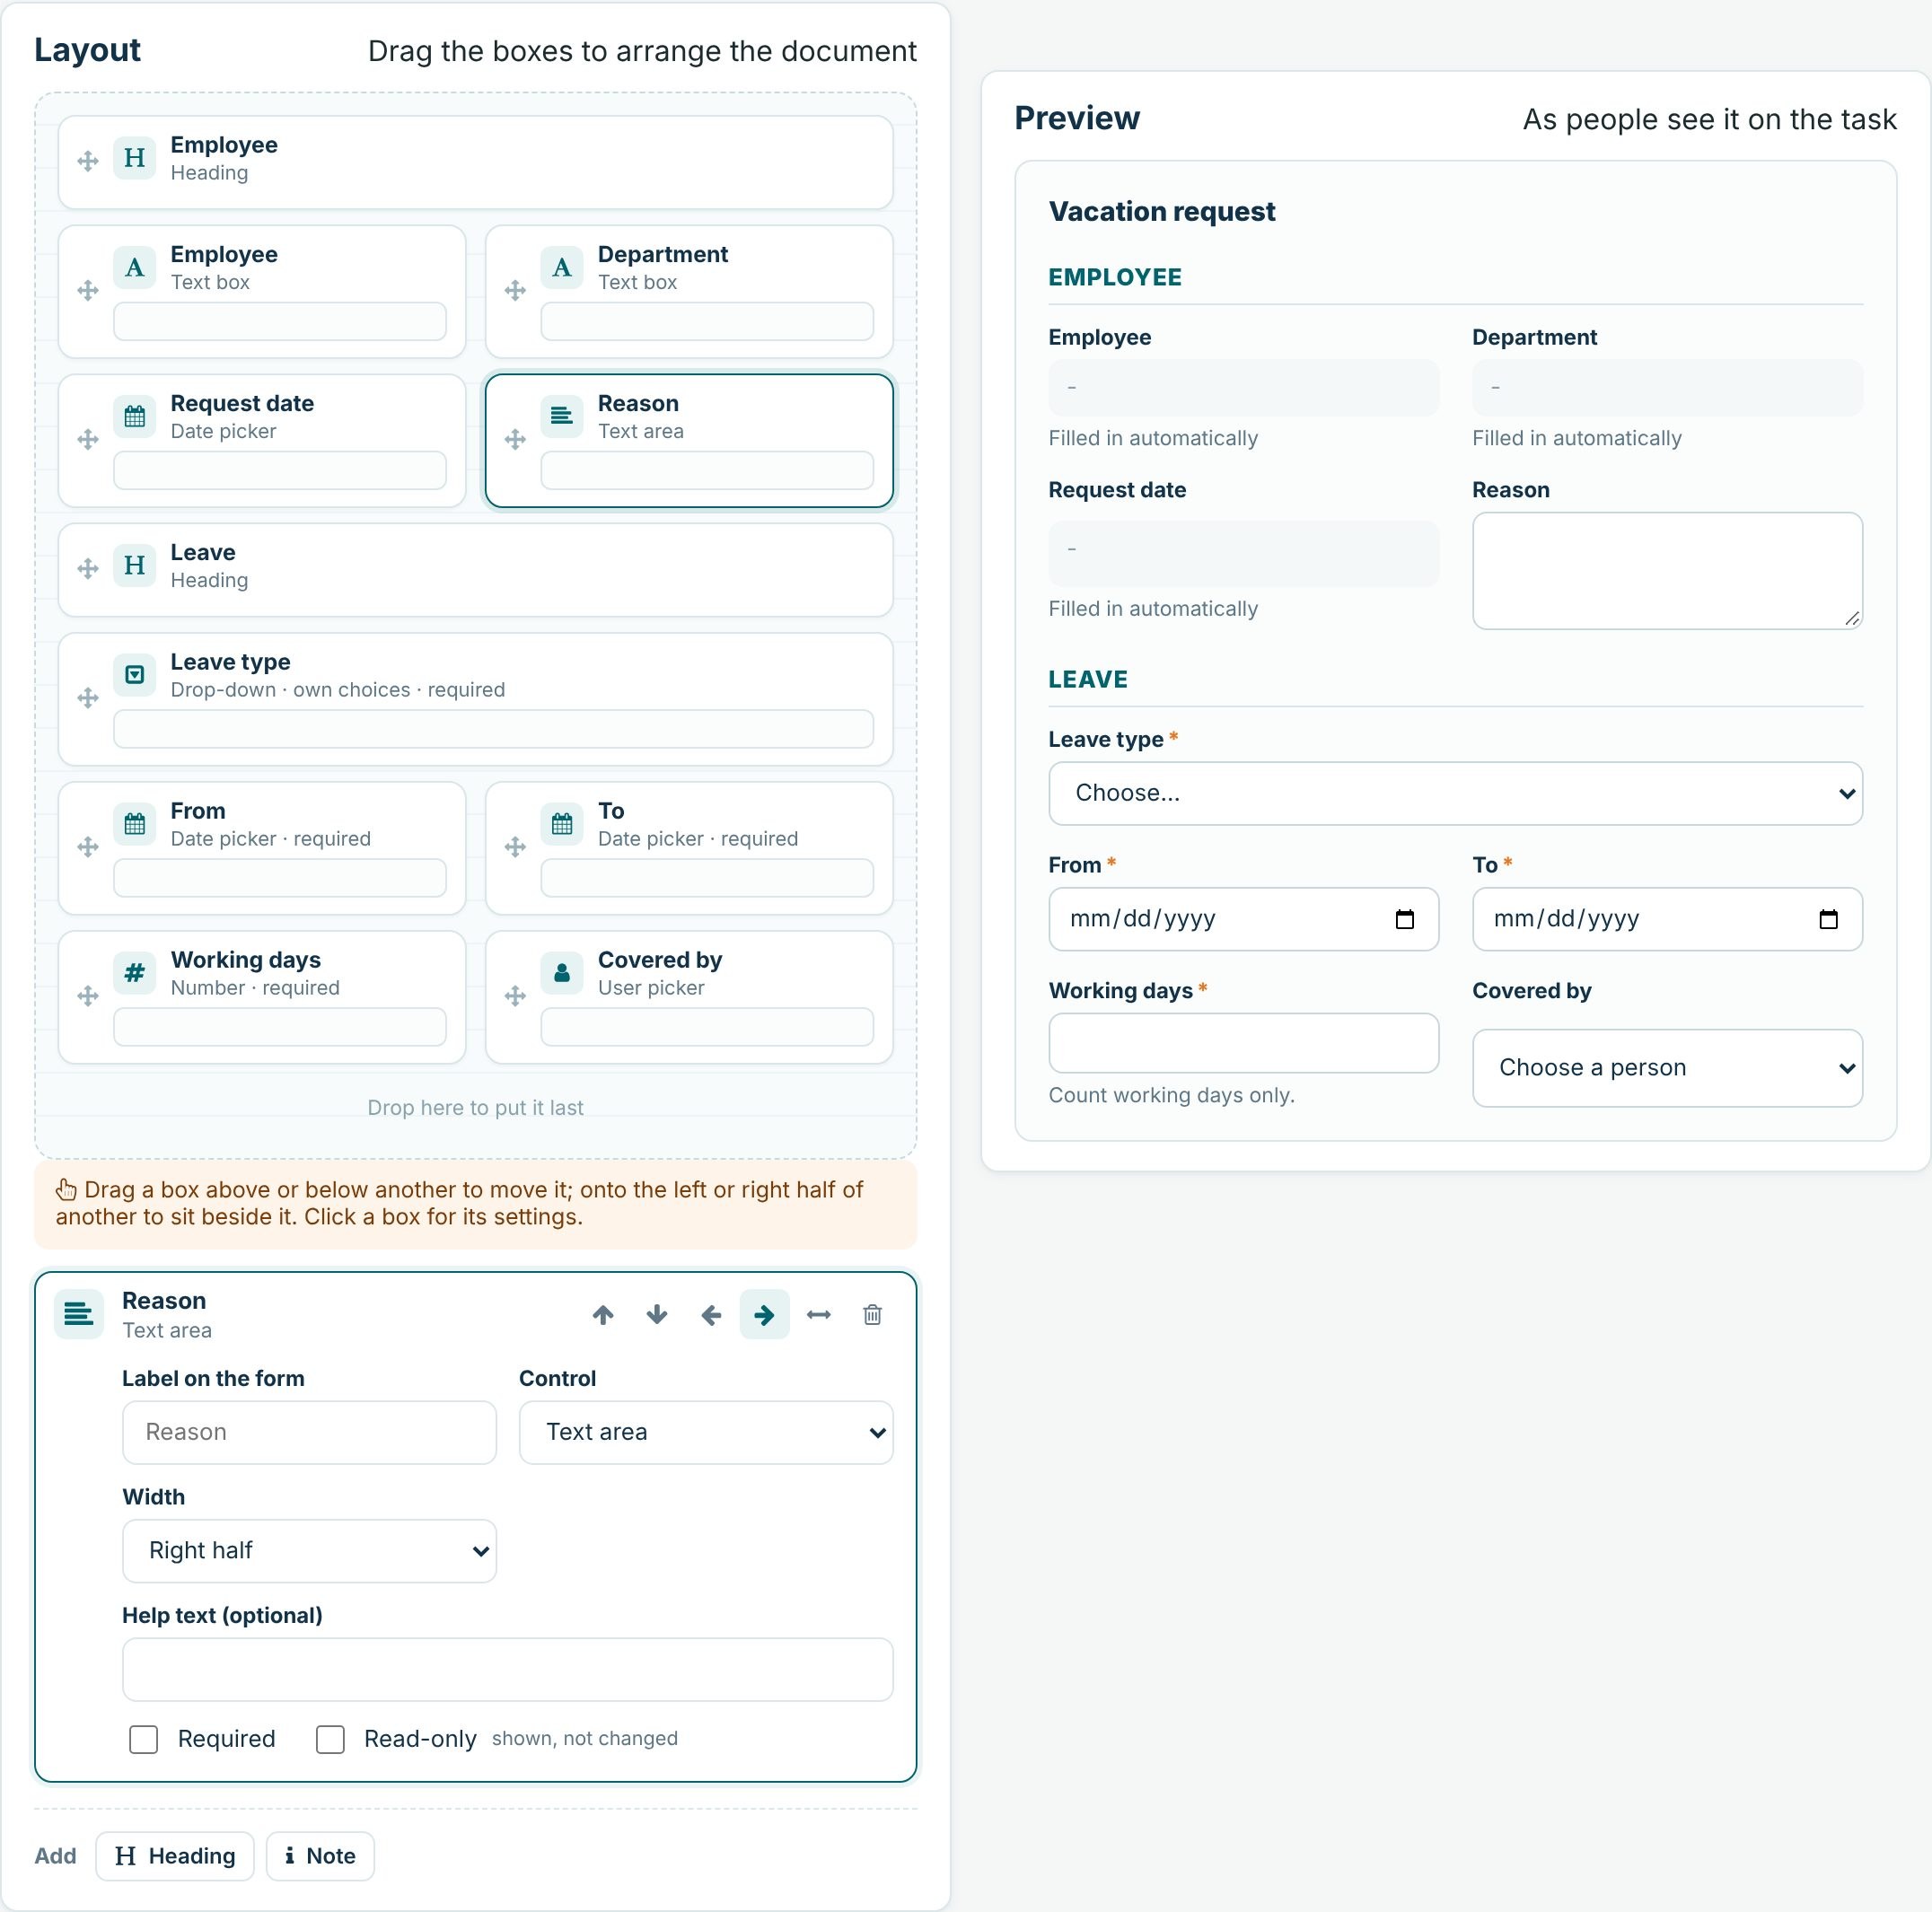 Layout
Drag the boxes to arrange the document
H Employee
Heading
A Employee
Text box
A Department
Text box
Request date
Date picker
Reason
Text area
H Leave
Heading
Leave type
Drop-down · own choices · required
From
Date picker · required
To
Date picker · required
# Working days
Number · required
Covered by
User picker
Drop here to put it last
Drag a box above or below another to move it; onto the left or right half of
another to sit beside it. Click a box for its settings.
Reason
Text area
Label on the form
Control
Reason
Text area
Width
Right half
Help text (optional)
Required
Read-only shown, not changed
Add
H Heading
i Note
Preview
As people see it on the task
Vacation request
EMPLOYEE
Employee
Department
-
-
Filled in automatically
Filled in automatically
Request date
Reason
-
Filled in automatically
LEAVE
Leave type *
Choose...
From *
To *
mm/dd/yyyy
mm/dd/yyyy
Working days *
Covered by
Choose a person
Count working days only.